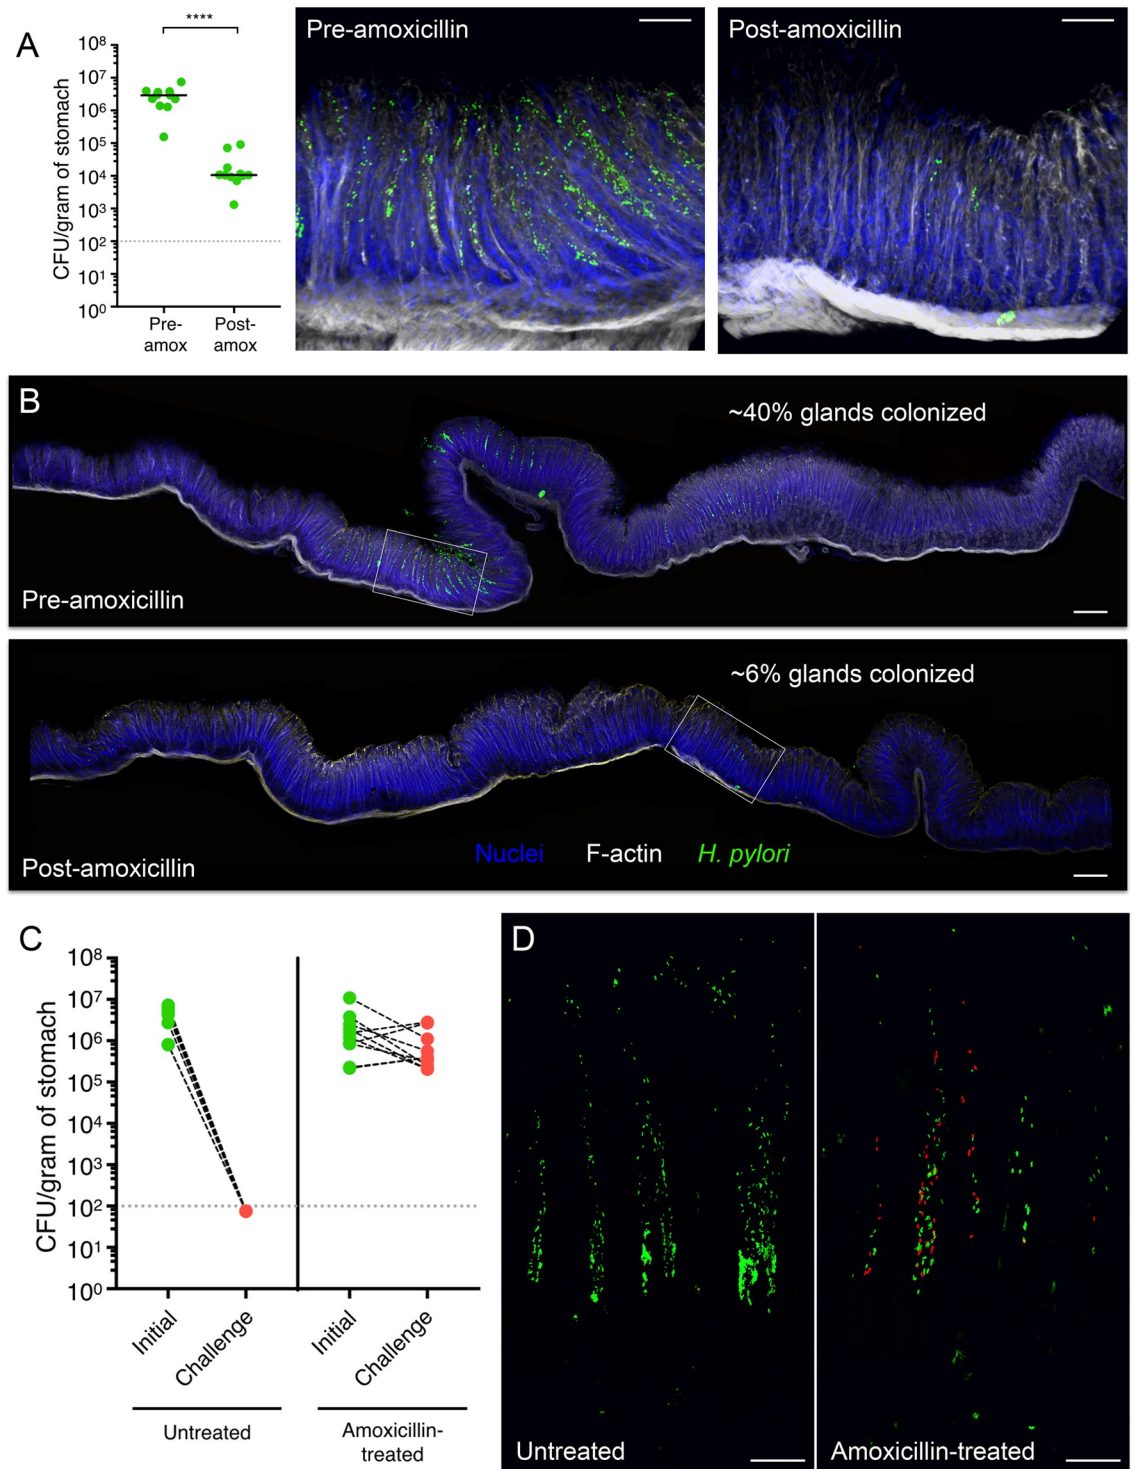 A
****
CFU/gram of stomach
10⁸
10⁷
10⁶
10⁵
10⁴
10³
10²
10¹
10⁰
Pre-
amox
Post-
amox
Pre-amoxicillin
Post-amoxicillin
B
~40% glands colonized
Pre-amoxicillin
~6% glands colonized
Nuclei F-actin H. pylori
Post-amoxicillin
C
CFU/gram of stomach
10⁸
10⁷
10⁶
10⁵
10⁴
10³
10²
10¹
10⁰
Initial
Challenge
Initial
Challenge
Untreated
Amoxicillin-
treated
D
Untreated
Amoxicillin-treated